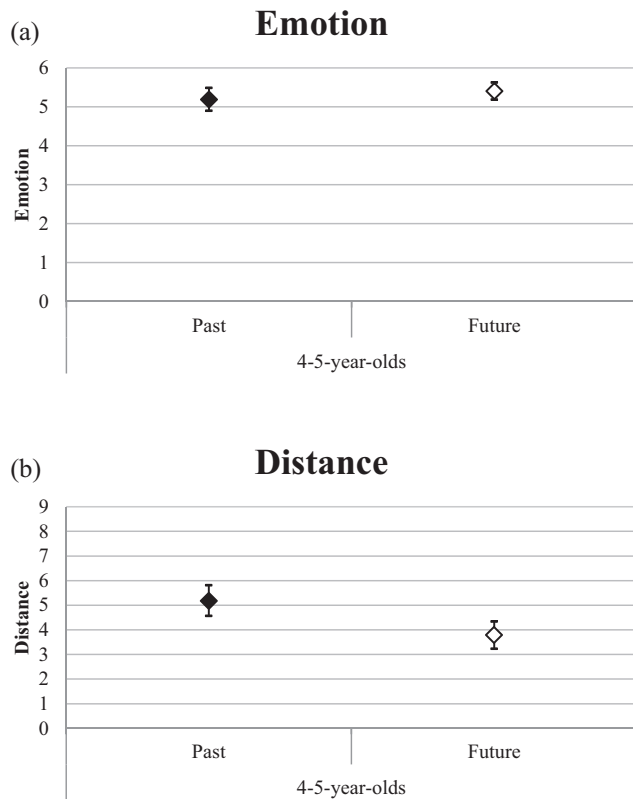 (a)
Emotion
6
5
4
3
2
1
0
Emotion
Past Future
4-5-year-olds
(b)
Distance
9
8
7
6
5
4
3
2
1
0
Distance
Past Future
4-5-year-olds